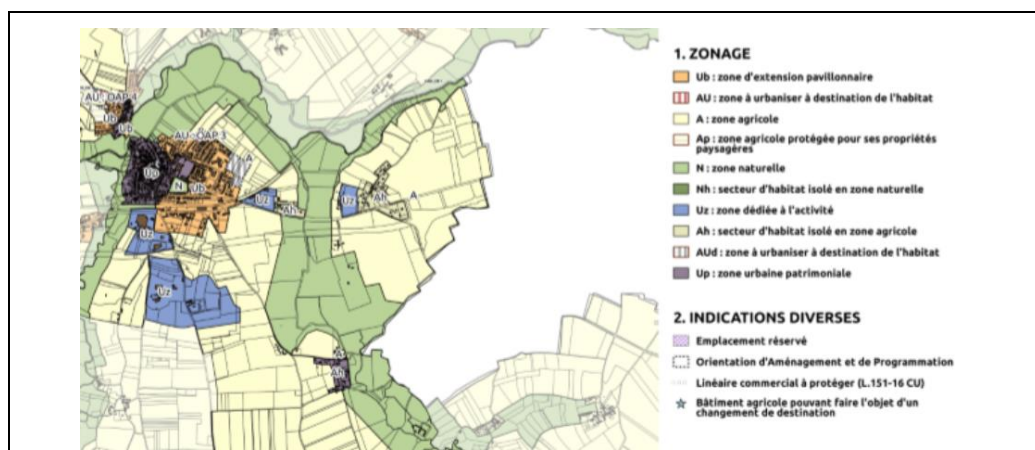 AU : OAP 4
Ub
Ub
AU : OAP 3
A
Up
N
Ub
Uz
Ah
Uz
Ah
A
Uz
Uz
A
Ah
1. ZONAGE
Ub : zone d'extension pavillonnaire
AU : zone à urbaniser à destination de l'habitat
A : zone agricole
Ap : zone agricole protégée pour ses propriétés
paysagères
N : zone naturelle
Nh : secteur d'habitat isolé en zone naturelle
Uz : zone dédiée à l'activité
Ah : secteur d'habitat isolé en zone agricole
AUd : zone à urbaniser à destination de l'habitat
Up : zone urbaine patrimoniale
2. INDICATIONS DIVERSES
Emplacement réservé
Orientation d'Aménagement et de Programmation
Linéaire commercial à protéger (L.151-16 CU)
Bâtiment agricole pouvant faire l'objet d'un
changement de destination